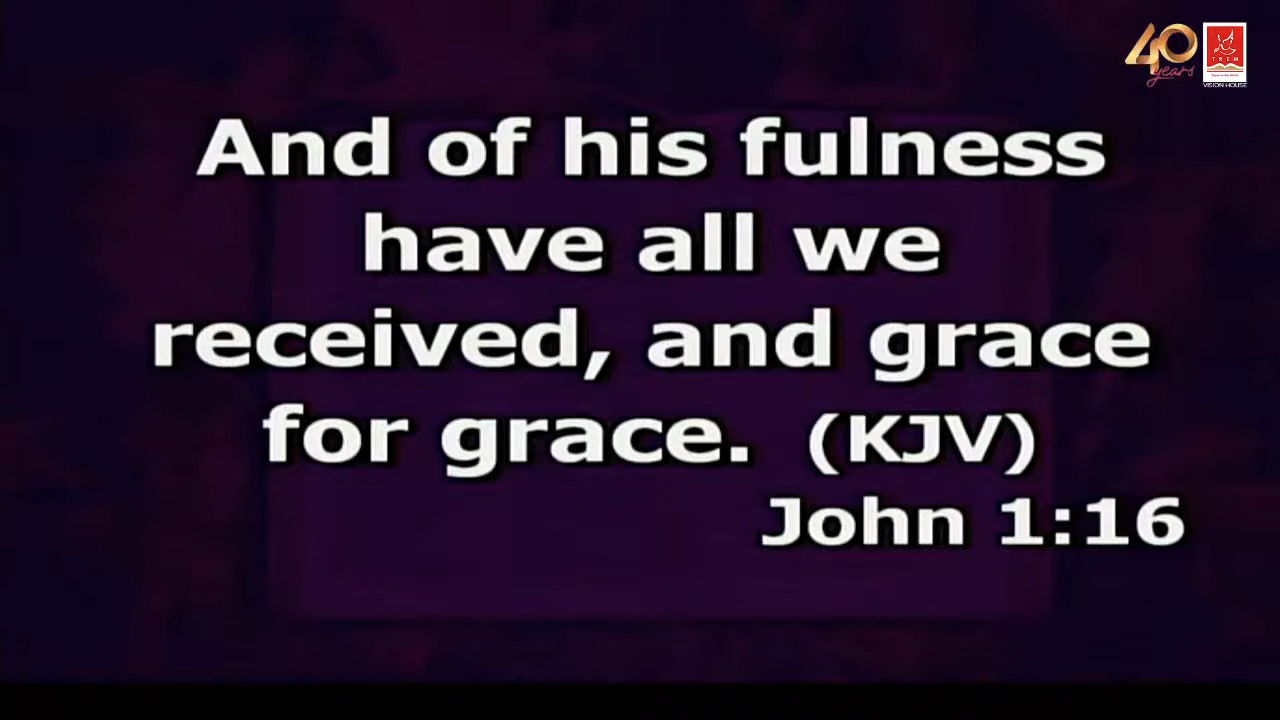 40
years
TREM
VISION HOUSE
And of his fulness
have all we
received, and grace
for grace. (KJV)
John 1:16